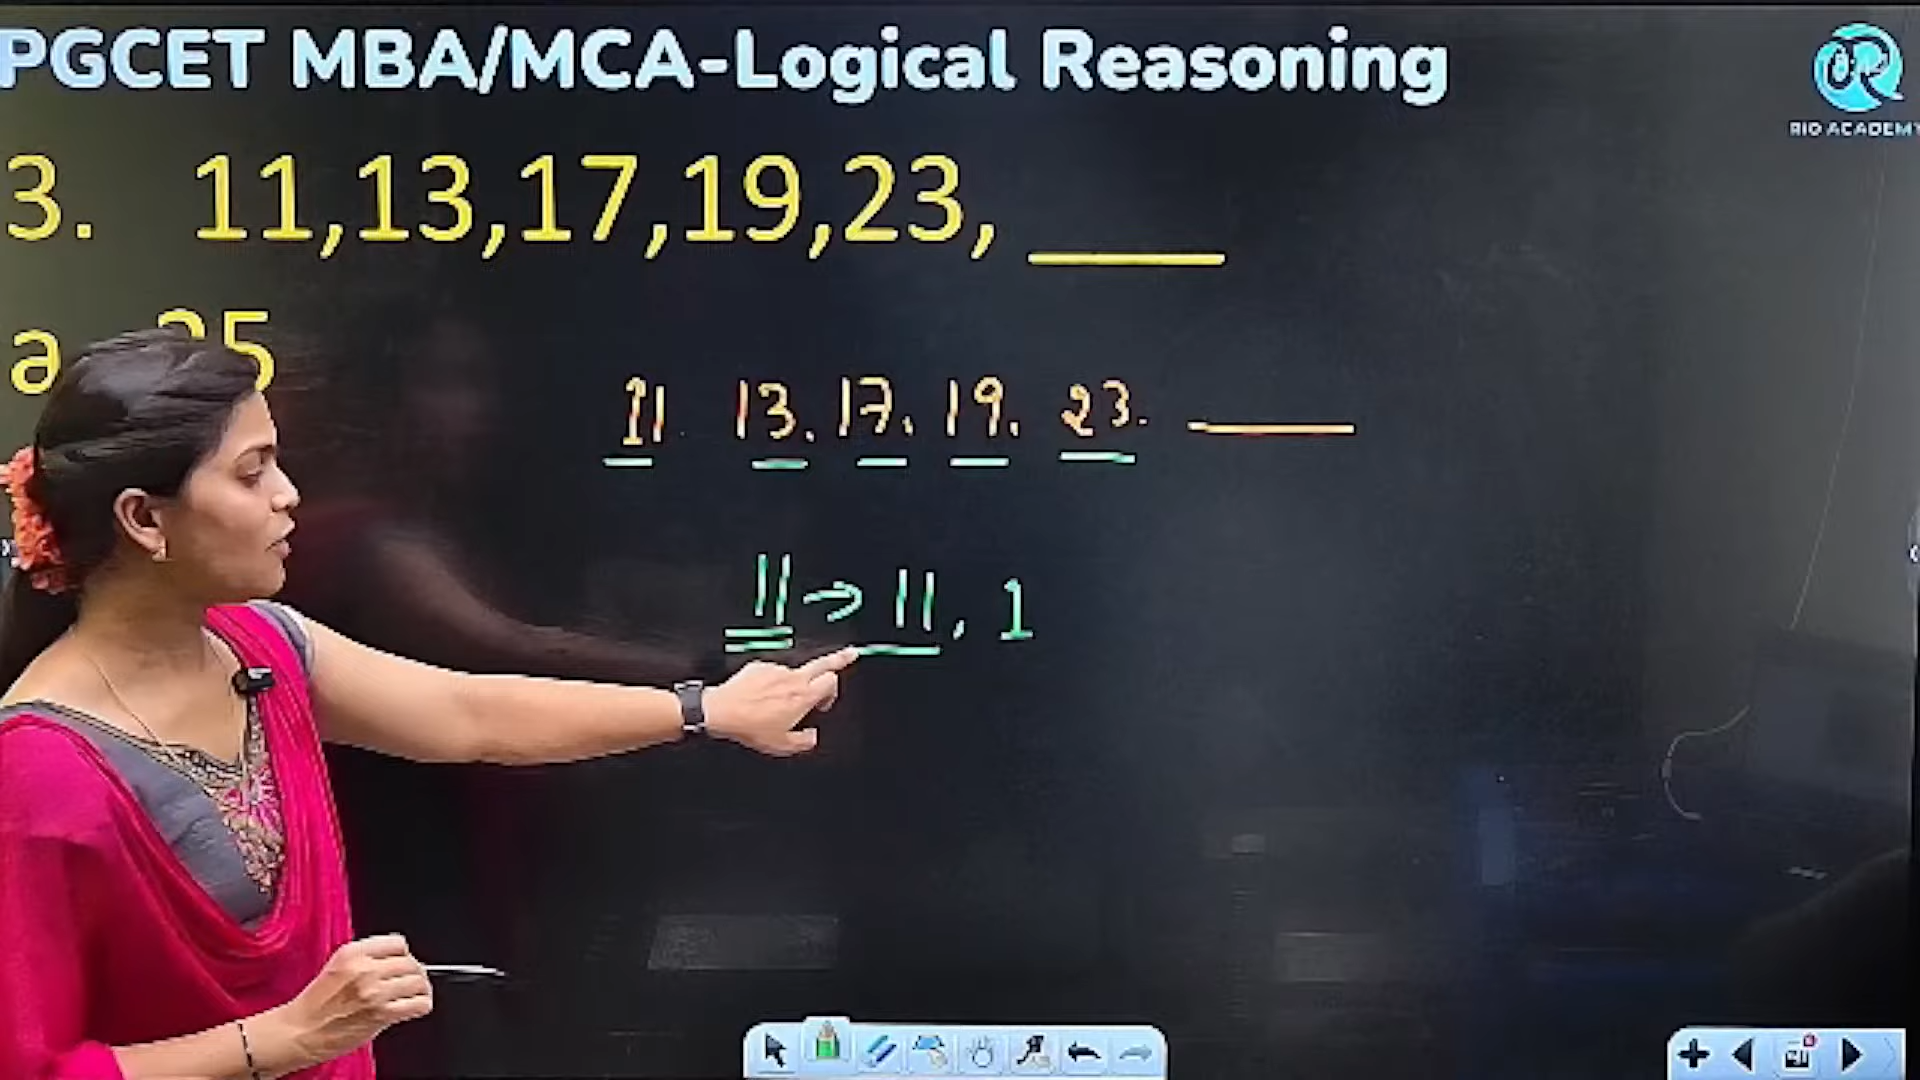 PGCET MBA/MCA-Logical Reasoning
RIO ACADEMY
3. 11,13,17,19,23, ____
a 25
11 13. 17. 19. 23. ____
11 → 11, 1